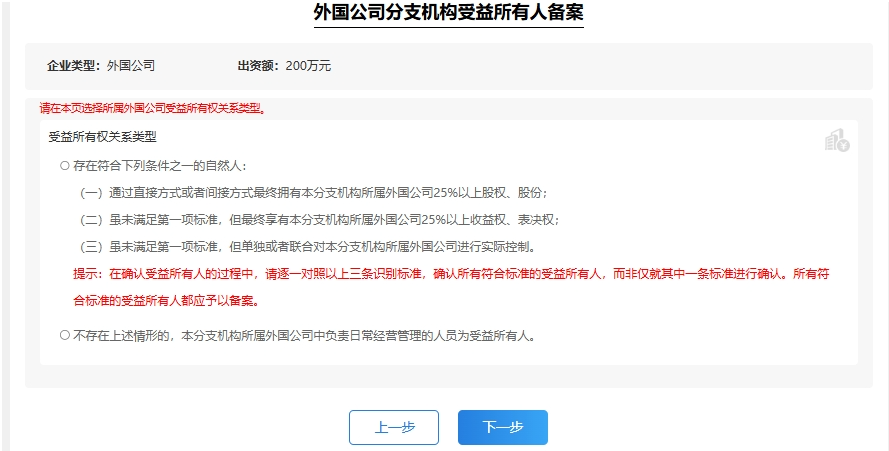 外国公司分支机构受益所有人备案
企业类型：外国公司 出资额：200万元
请在本页选择所属外国公司受益所有权关系类型。
受益所有权关系类型
存在符合下列条件之一的自然人：
（一）通过直接方式或者间接方式最终拥有本分支机构所属外国公司25%以上股权、股份；
（二）虽未满足第一项标准，但最终享有本分支机构所属外国公司25%以上收益权、表决权；
（三）虽未满足第一项标准，但单独或者联合对本分支机构所属外国公司进行实际控制。
提示：在确认受益所有人的过程中，请逐一对照以上三条识别标准，确认所有符合标准的受益所有人，而非仅就其中一条标准进行确认。所有符
合标准的受益所有人都应予以备案。
不存在上述情形的，本分支机构所属外国公司中负责日常经营管理的人员为受益所有人。
上一步 下一步